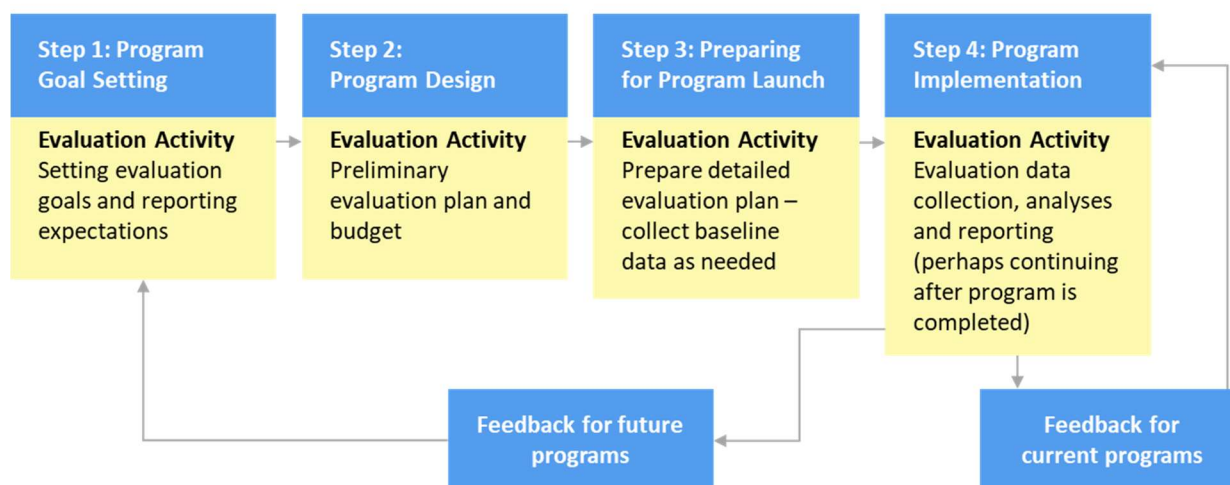 Step 1: Program
Goal Setting
Evaluation Activity
Setting evaluation
goals and reporting
expectations
Step 2:
Program Design
Evaluation Activity
Preliminary
evaluation plan and
budget
Step 3: Preparing
for Program Launch
Evaluation Activity
Prepare detailed
evaluation plan –
collect baseline
data as needed
Step 4: Program
Implementation
Evaluation Activity
Evaluation data
collection, analyses
and reporting
(perhaps continuing
after program is
completed)
Feedback for future
programs
Feedback for
current programs